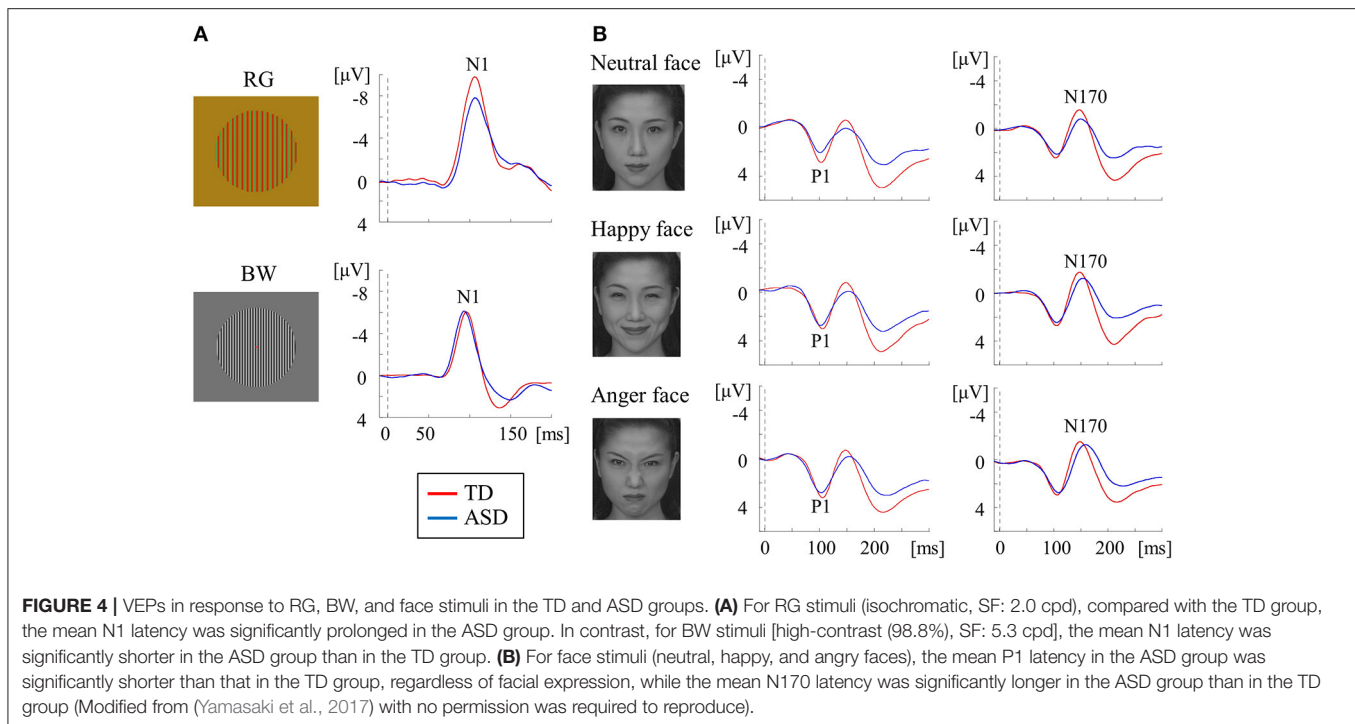 A
B
RG
[μV]
-8
-4
0
4
N1
BW
[μV]
-8
-4
0
4
N1
0 50 150 [ms]
TD
ASD
Neutral face
[μV]
-4
0
4
P1
[μV]
-4
0
4
N170
Happy face
[μV]
-4
0
4
P1
[μV]
-4
0
4
N170
Anger face
[μV]
-4
0
4
P1
0 100 200 [ms]
[μV]
-4
0
4
N170
0 100 200 [ms]
FIGURE 4 | VEPs in response to RG, BW, and face stimuli in the TD and ASD groups. (A) For RG stimuli (isochromatic, SF: 2.0 cpd), compared with the TD group,
the mean N1 latency was significantly prolonged in the ASD group. In contrast, for BW stimuli [high-contrast (98.8%), SF: 5.3 cpd], the mean N1 latency was
significantly shorter in the ASD group than in the TD group. (B) For face stimuli (neutral, happy, and angry faces), the mean P1 latency in the ASD group was
significantly shorter than that in the TD group, regardless of facial expression, while the mean N170 latency was significantly longer in the ASD group than in the TD
group (Modified from (Yamasaki et al., 2017) with no permission was required to reproduce).